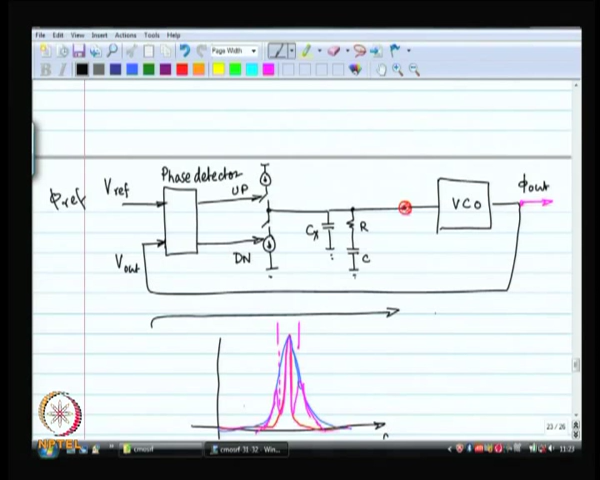 File Edit View Insert Actions Tools Help
Page Width
B I
Phase detector
φref
Vref
UP
VCO
φout
Cx
R
Vout
DN
C
23 / 26
NPTEL
cmosrf
cmosrf-31-32 - Win...
11:23